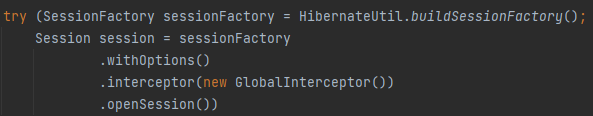 try (SessionFactory sessionFactory = HibernateUtil.buildSessionFactory();
Session session = sessionFactory
.withOptions()
.interceptor(new GlobalInterceptor())
.openSession())